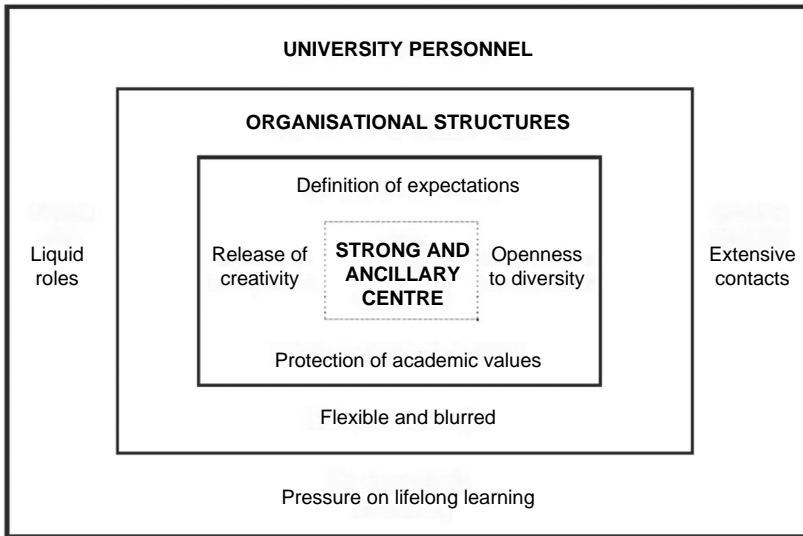 UNIVERSITY PERSONNEL
ORGANISATIONAL STRUCTURES
Definition of expectations
Liquid
roles
Release of
creativity
STRONG AND
ANCILLARY
CENTRE
Openness
to diversity
Extensive
contacts
Protection of academic values
Flexible and blurred
Pressure on lifelong learning